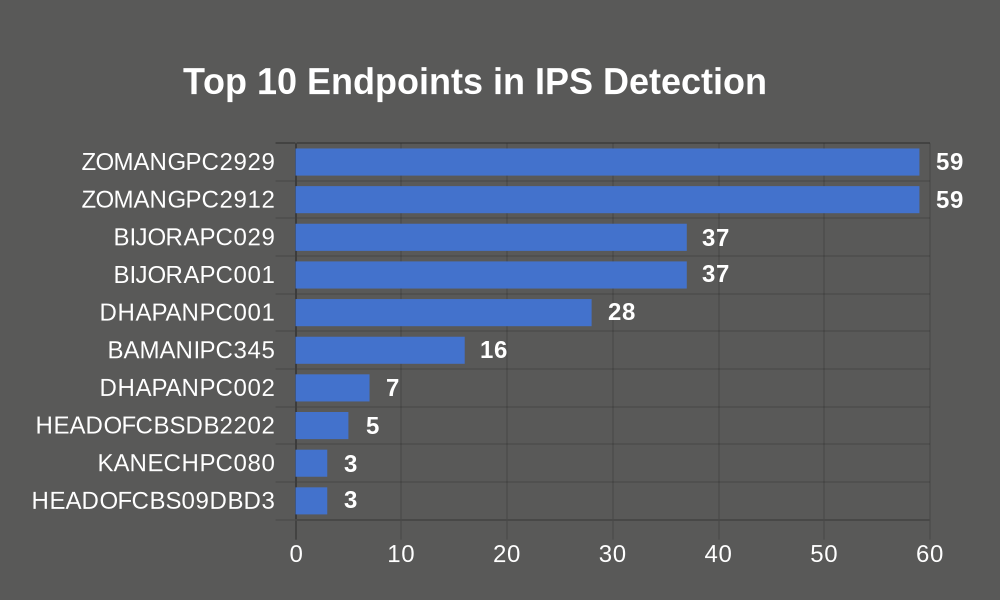 Top 10 Endpoints in IPS Detection
ZOMANGPC2929 59
ZOMANGPC2912 59
BIJORAPC029 37
BIJORAPC001 37
DHAPANPC001 28
BAMANIPC345 16
DHAPANPC002 7
HEADOFCBSDB2202 5
KANECHPC080 3
HEADOFCBS09DBD3 3
0 10 20 30 40 50 60